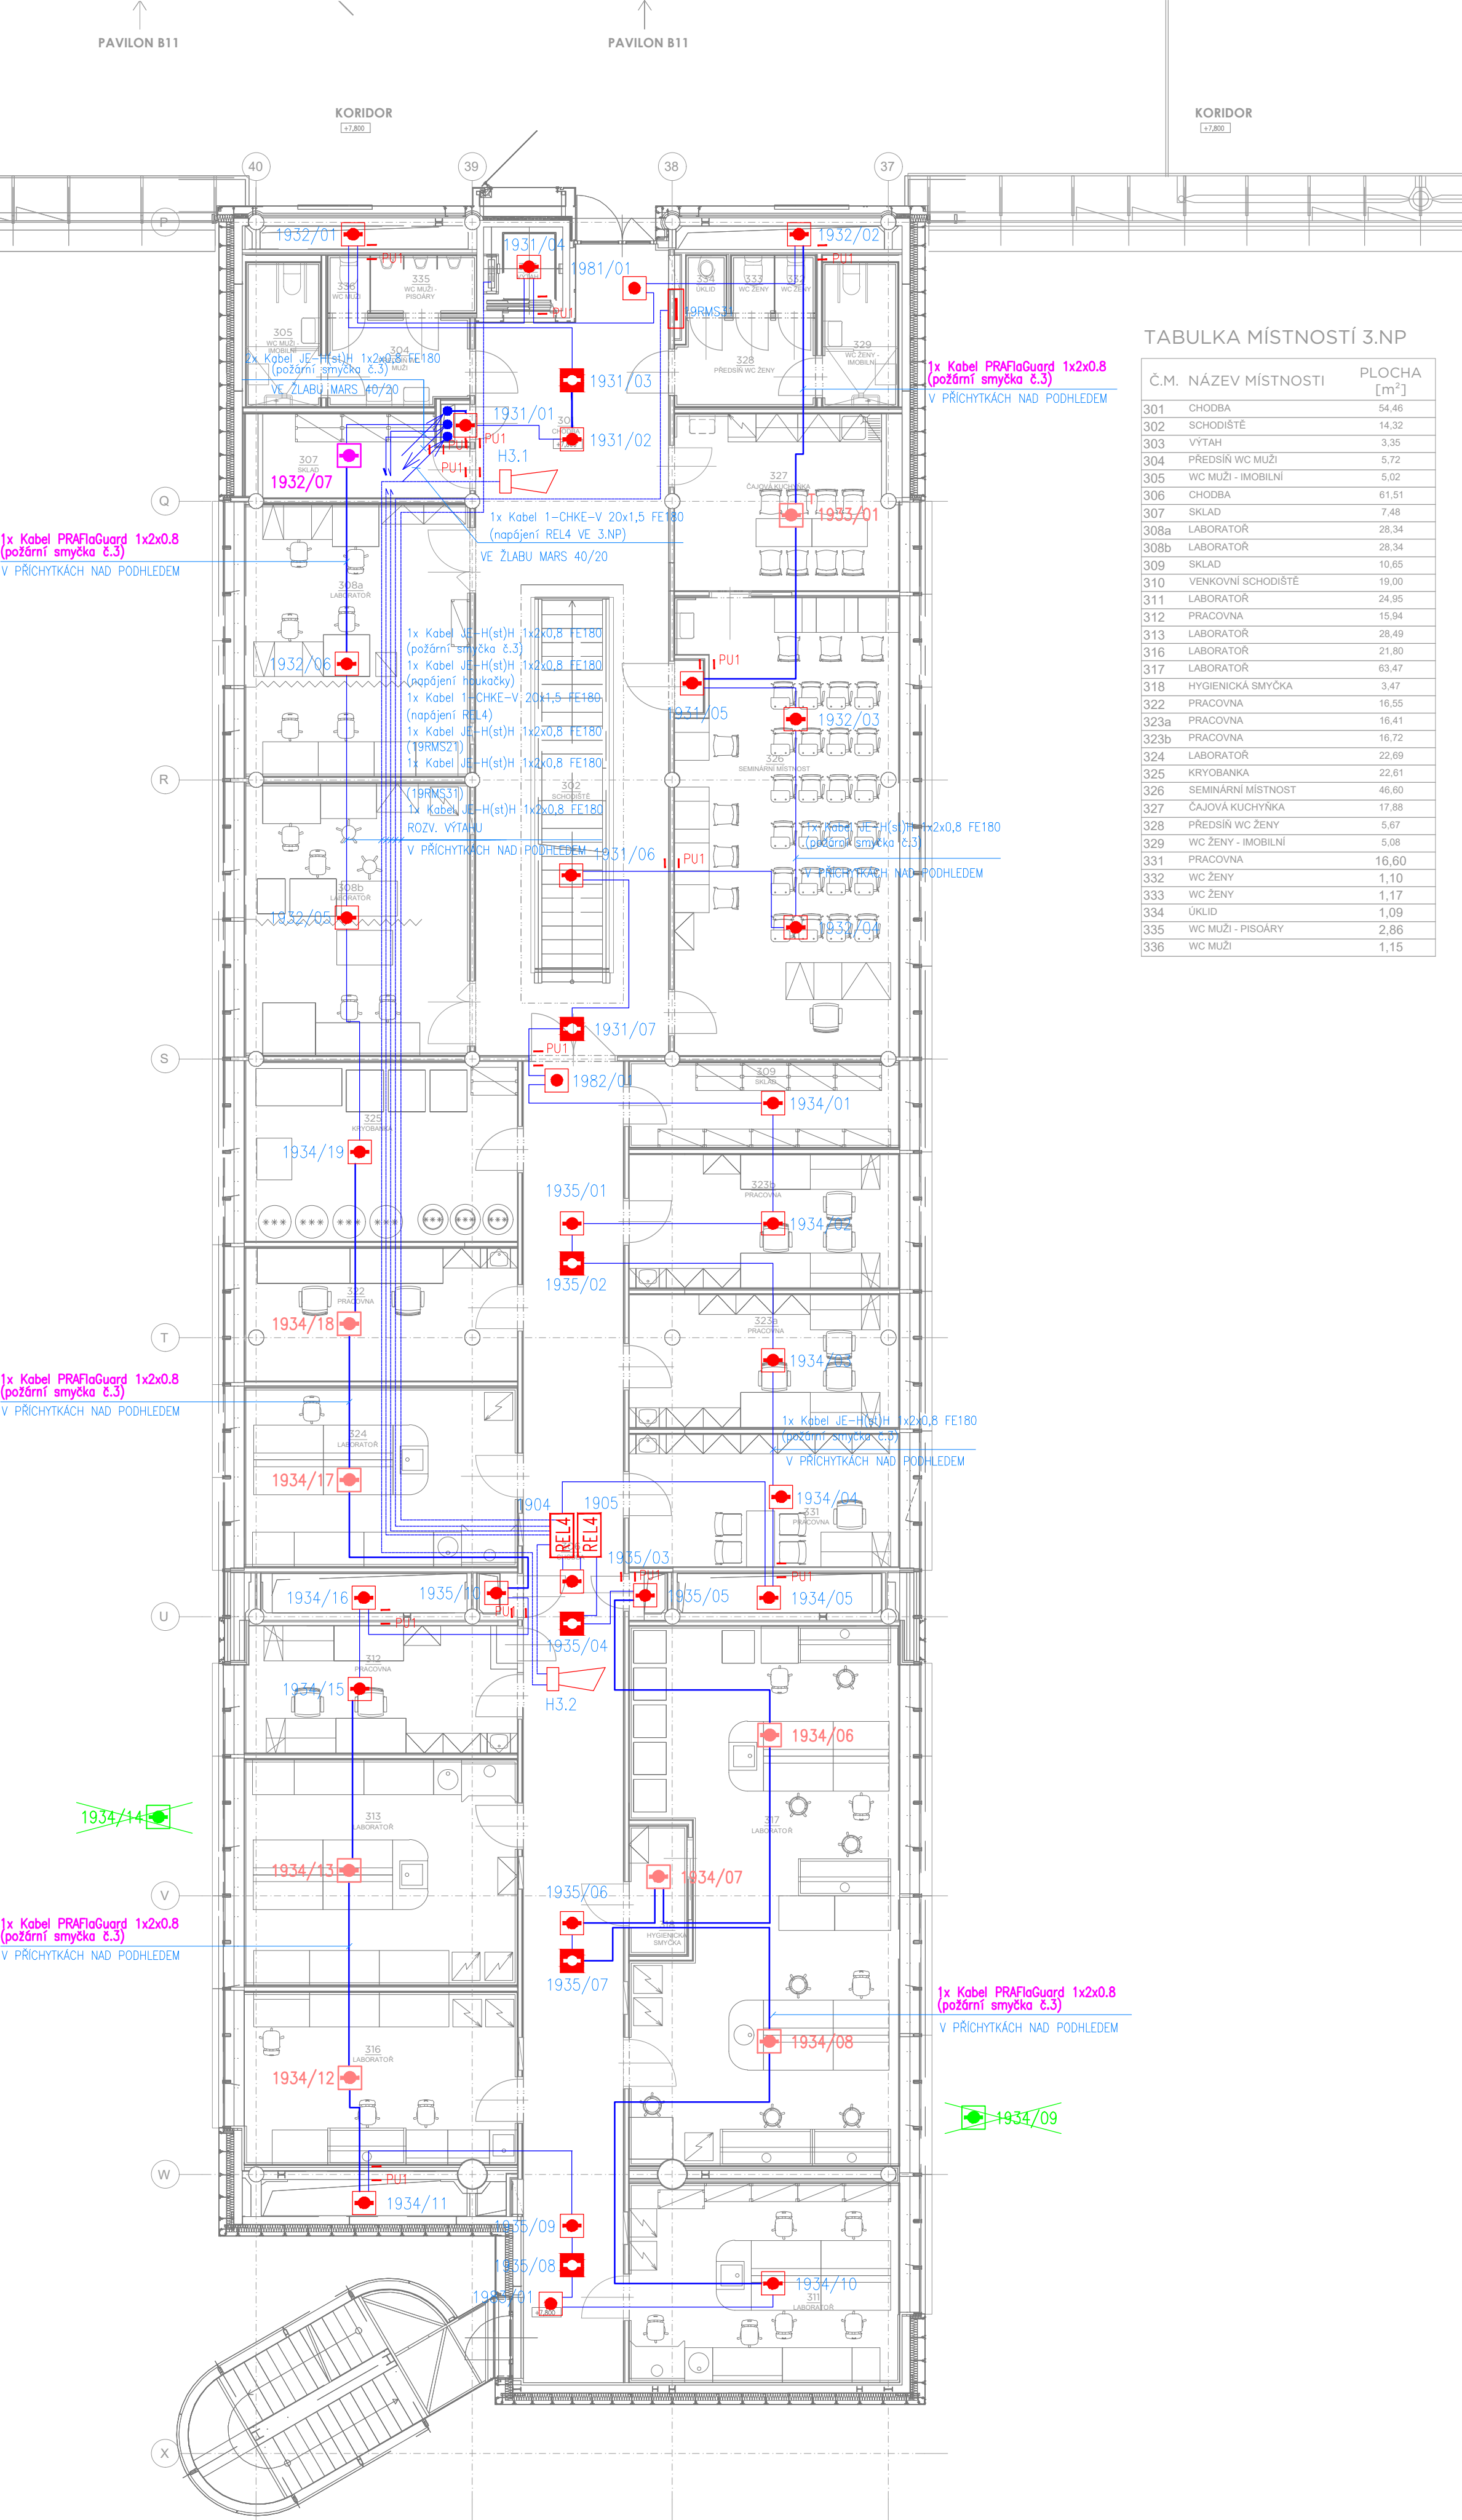 PAVILON B11
PAVILON B11
KORIDOR
+7,800
KORIDOR
+7,800
40
39
38
37
P
1932/01
PU1
1931/04
1981/01
PU1
1932/02
PU1
336
WC MUŽI
335
WC MUŽI -
PISOÁRY
334
ÚKLID
333
WC ŽENY
332
WC ŽENY
19RMS31
305
WC MUŽI -
IMOBILNÍ
304
MUŽI
328
PŘEDSÍŇ WC ŽENY
329
WC ŽENY -
IMOBILNÍ
2x Kabel JE-H(st)H 1x2x0,8 FE180
(požární smyčka č.3)
VE ŽLABU MARS 40/20
1931/03
1x Kabel PRAFlaGuard 1x2x0.8
(požární smyčka č.3)
V PŘÍCHYTKÁCH NAD PODHLEDEM
1931/01
1931/02
PU1
PU1
PU1
H3.1
307
SKLAD
1932/07
327
ČAJOVÁ KUCHYŇKA
1933/01
Q
1x Kabel 1-CHKE-V 20x1,5 FE180
(napájení REL4 VE 3.NP)
VE ŽLABU MARS 40/20
1x Kabel PRAFlaGuard 1x2x0.8
(požární smyčka č.3)
V PŘÍCHYTKÁCH NAD PODHLEDEM
308a
LABORATOŘ
1932/06
1x Kabel JE-H(st)H 1x2x0,8 FE180
(požární smyčka č.3)
1x Kabel JE-H(st)H 1x2x0,8 FE180
(napájení houkačky)
1x Kabel 1-CHKE-V 20x1,5 FE180
(napájení REL4)
1x Kabel JE-H(st)H 1x2x0,8 FE180
(19RMS21)
1x Kabel JE-H(st)H 1x2x0,8 FE180
(19RMS31)
1x Kabel JE-H(st)H 1x2x0,8 FE180
ROZV. VÝTAHU
V PŘÍCHYTKÁCH NAD PODHLEDEM
PU1
1931/05
1932/03
326
SEMINÁRNÍ MÍSTNOST
R
302
SCHODIŠTĚ
1x Kabel JE-H(st)H 1x2x0,8 FE180
(požární smyčka č.3)
V PŘÍCHYTKÁCH NAD PODHLEDEM
1931/06
PU1
308b
LABORATOŘ
1932/05
1932/04
1931/07
S
PU1
1982/01
309
SKLAD
1934/01
325
KRYOBANKA
1934/19
1935/01
323b
PRACOVNA
1934/02
1935/02
322
PRACOVNA
1934/18
T
323a
PRACOVNA
1934/03
1x Kabel PRAFlaGuard 1x2x0.8
(požární smyčka č.3)
V PŘÍCHYTKÁCH NAD PODHLEDEM
1x Kabel JE-H(st)H 1x2x0,8 FE180
(požární smyčka č.3)
V PŘÍCHYTKÁCH NAD PODHLEDEM
324
LABORATOŘ
1934/17
1904
1905
REL4
REL4
1934/04
331
PRACOVNA
1935/03
1934/16
1935/10
PU1
PU1
PU1
1935/05
PU1
1934/05
U
1935/04
312
PRACOVNA
1934/15
H3.2
1934/06
1934/14
313
LABORATOŘ
317
LABORATOŘ
1934/13
1934/07
V
1935/06
318
HYGIENICKÁ
SMYČKA
1x Kabel PRAFlaGuard 1x2x0.8
(požární smyčka č.3)
V PŘÍCHYTKÁCH NAD PODHLEDEM
1935/07
1x Kabel PRAFlaGuard 1x2x0.8
(požární smyčka č.3)
V PŘÍCHYTKÁCH NAD PODHLEDEM
316
LABORATOŘ
1934/12
1934/08
1934/09
W
PU1
1934/11
1935/09
1935/08
1983/01
+7,800
1934/10
311
LABORATOŘ
X
TABULKA MÍSTNOSTÍ 3.NP
Č.M. NÁZEV MÍSTNOSTI PLOCHA
[m²]
301 CHODBA 54,46
302 SCHODIŠTĚ 14,32
303 VÝTAH 3,35
304 PŘEDSÍŇ WC MUŽI 5,72
305 WC MUŽI - IMOBILNÍ 5,02
306 CHODBA 61,51
307 SKLAD 7,48
308a LABORATOŘ 28,34
308b LABORATOŘ 28,34
309 SKLAD 10,65
310 VENKOVNÍ SCHODIŠTĚ 19,00
311 LABORATOŘ 24,95
312 PRACOVNA 15,94
313 LABORATOŘ 28,49
316 LABORATOŘ 21,80
317 LABORATOŘ 63,47
318 HYGIENICKÁ SMYČKA 3,47
322 PRACOVNA 16,55
323a PRACOVNA 16,41
323b PRACOVNA 16,72
324 LABORATOŘ 22,69
325 KRYOBANKA 22,61
326 SEMINÁRNÍ MÍSTNOST 46,60
327 ČAJOVÁ KUCHYŇKA 17,88
328 PŘEDSÍŇ WC ŽENY 5,67
329 WC ŽENY - IMOBILNÍ 5,08
331 PRACOVNA 16,60
332 WC ŽENY 1,10
333 WC ŽENY 1,17
334 ÚKLID 1,09
335 WC MUŽI - PISOÁRY 2,86
336 WC MUŽI 1,15